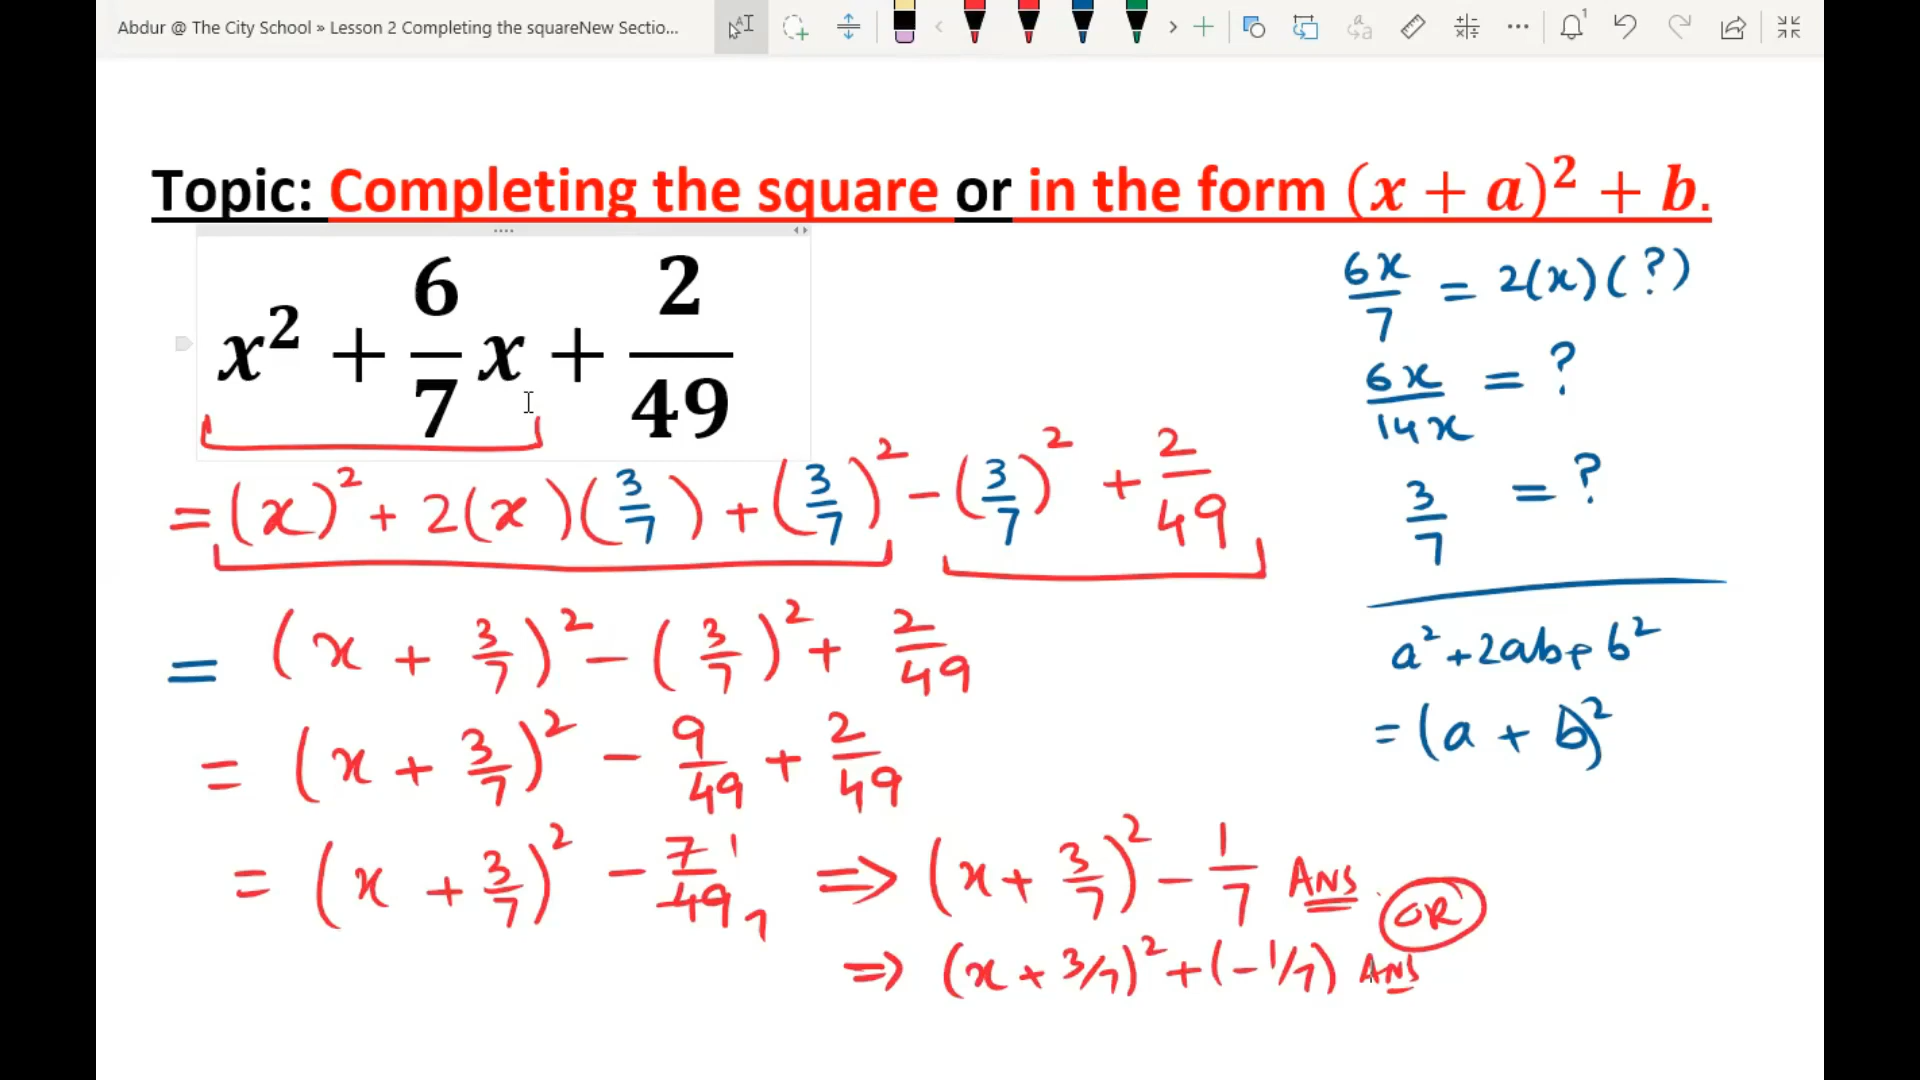 Abdur @ The City School » Lesson 2 Completing the squareNew Sectio...
Topic: Completing the square or in the form (x + a)² + b.
x² + 6/7 x + 2/49
= (x)² + 2(x)(3/7) + (3/7)² - (3/7)² + 2/49
= (x + 3/7)² - (3/7)² + 2/49
= (x + 3/7)² - 9/49 + 2/49
= (x + 3/7)² - 7/49 1 7 => (x + 3/7)² - 1/7 Ans OR
=> (x + 3/7)² + (-1/7) Ans
6x/7 = 2(x)(?)
6x/14x = ?
3/7 = ?
a² + 2ab + b²
= (a + b)²